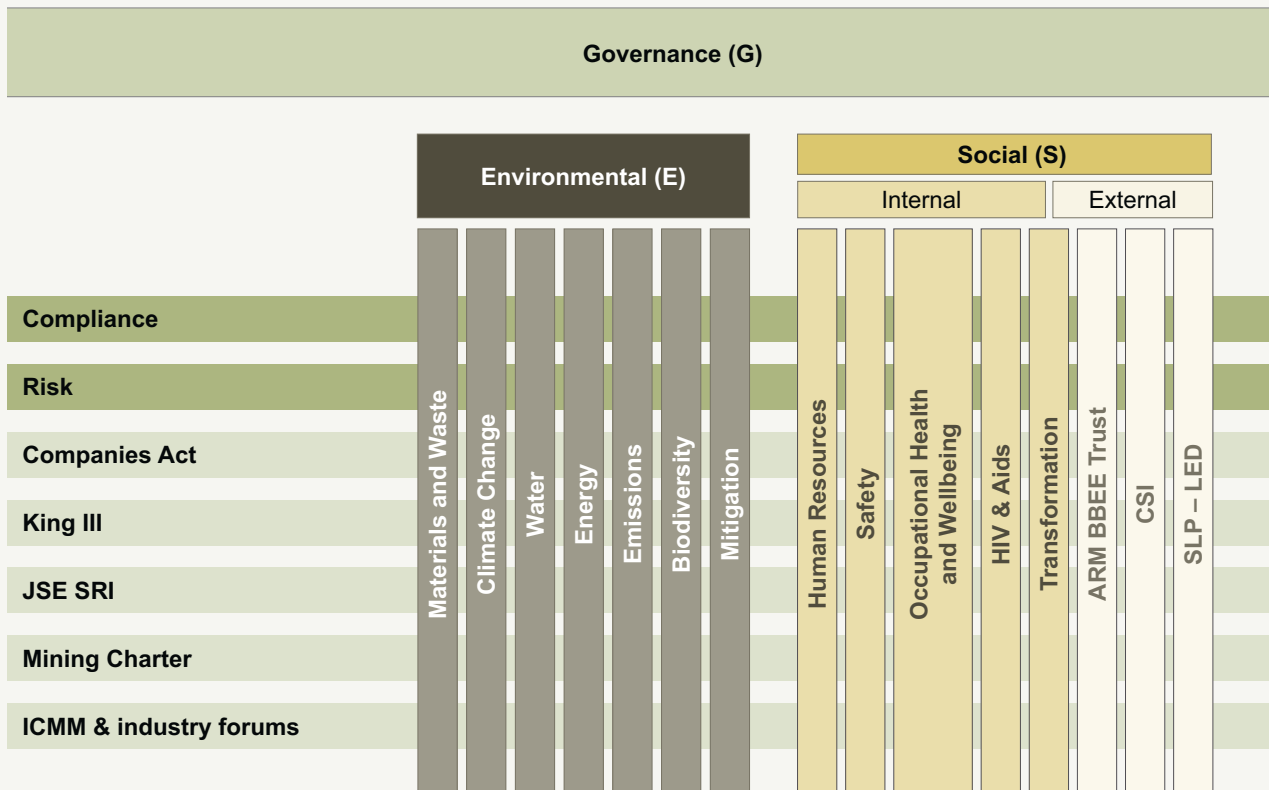 Governance (G)
Environmental (E)
Social (S)
Internal
External
Compliance
Risk
Companies Act
King III
JSE SRI
Mining Charter
ICMM & industry forums
Materials and Waste
Climate Change
Water
Energy
Emissions
Biodiversity
Mitigation
Human Resources
Safety
Occupational Health
and Wellbeing
HIV & Aids
Transformation
ARM BBEE Trust
CSI
SLP – LED